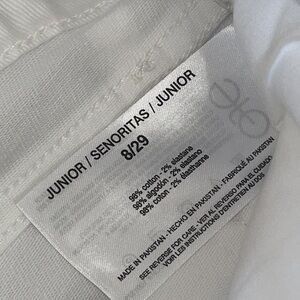 JUNIOR / SENORITAS / JUNIOR
8/29
98% cotton - 2% elastane
98% algodón - 2% elastano
98% coton - 2% élasthanne
MADE IN PAKISTAN - HECHO EN PAKISTÁN - FABRIQUÉ AU PAKISTAN
SEE REVERSE FOR CARE - VER AL REVERSO PARA EL CUIDADO
VOIR LES INSTRUCTIONS D'ENTRETIEN AU DOS